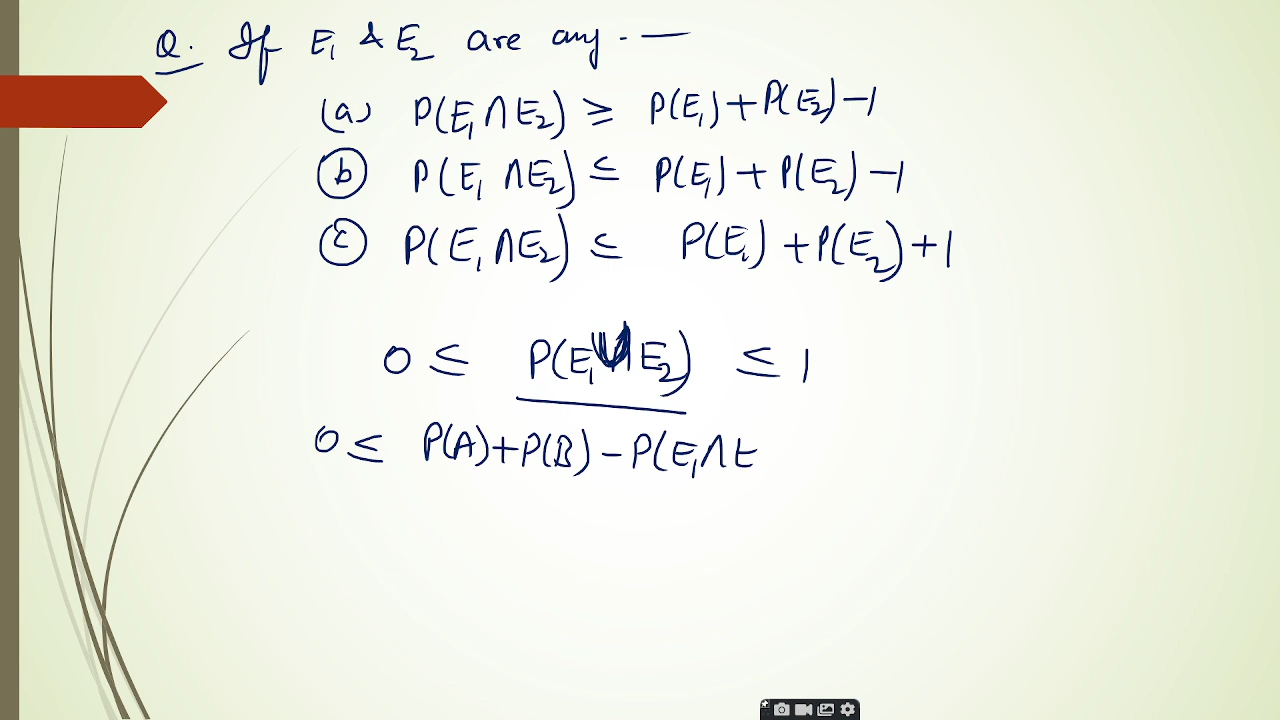 Q. If E₁ & E₂ are any . —
(a) P(E₁ ∩ E₂) ≥ P(E₁) + P(E₂) - 1
(b) P(E₁ ∩ E₂) ≤ P(E₁) + P(E₂) - 1
(c) P(E₁ ∩ E₂) ≤ P(E₁) + P(E₂) + 1
0 ≤ P(E₁ ∪ E₂) ≤ 1
0 ≤ P(A) + P(B) - P(E₁ ∩ E